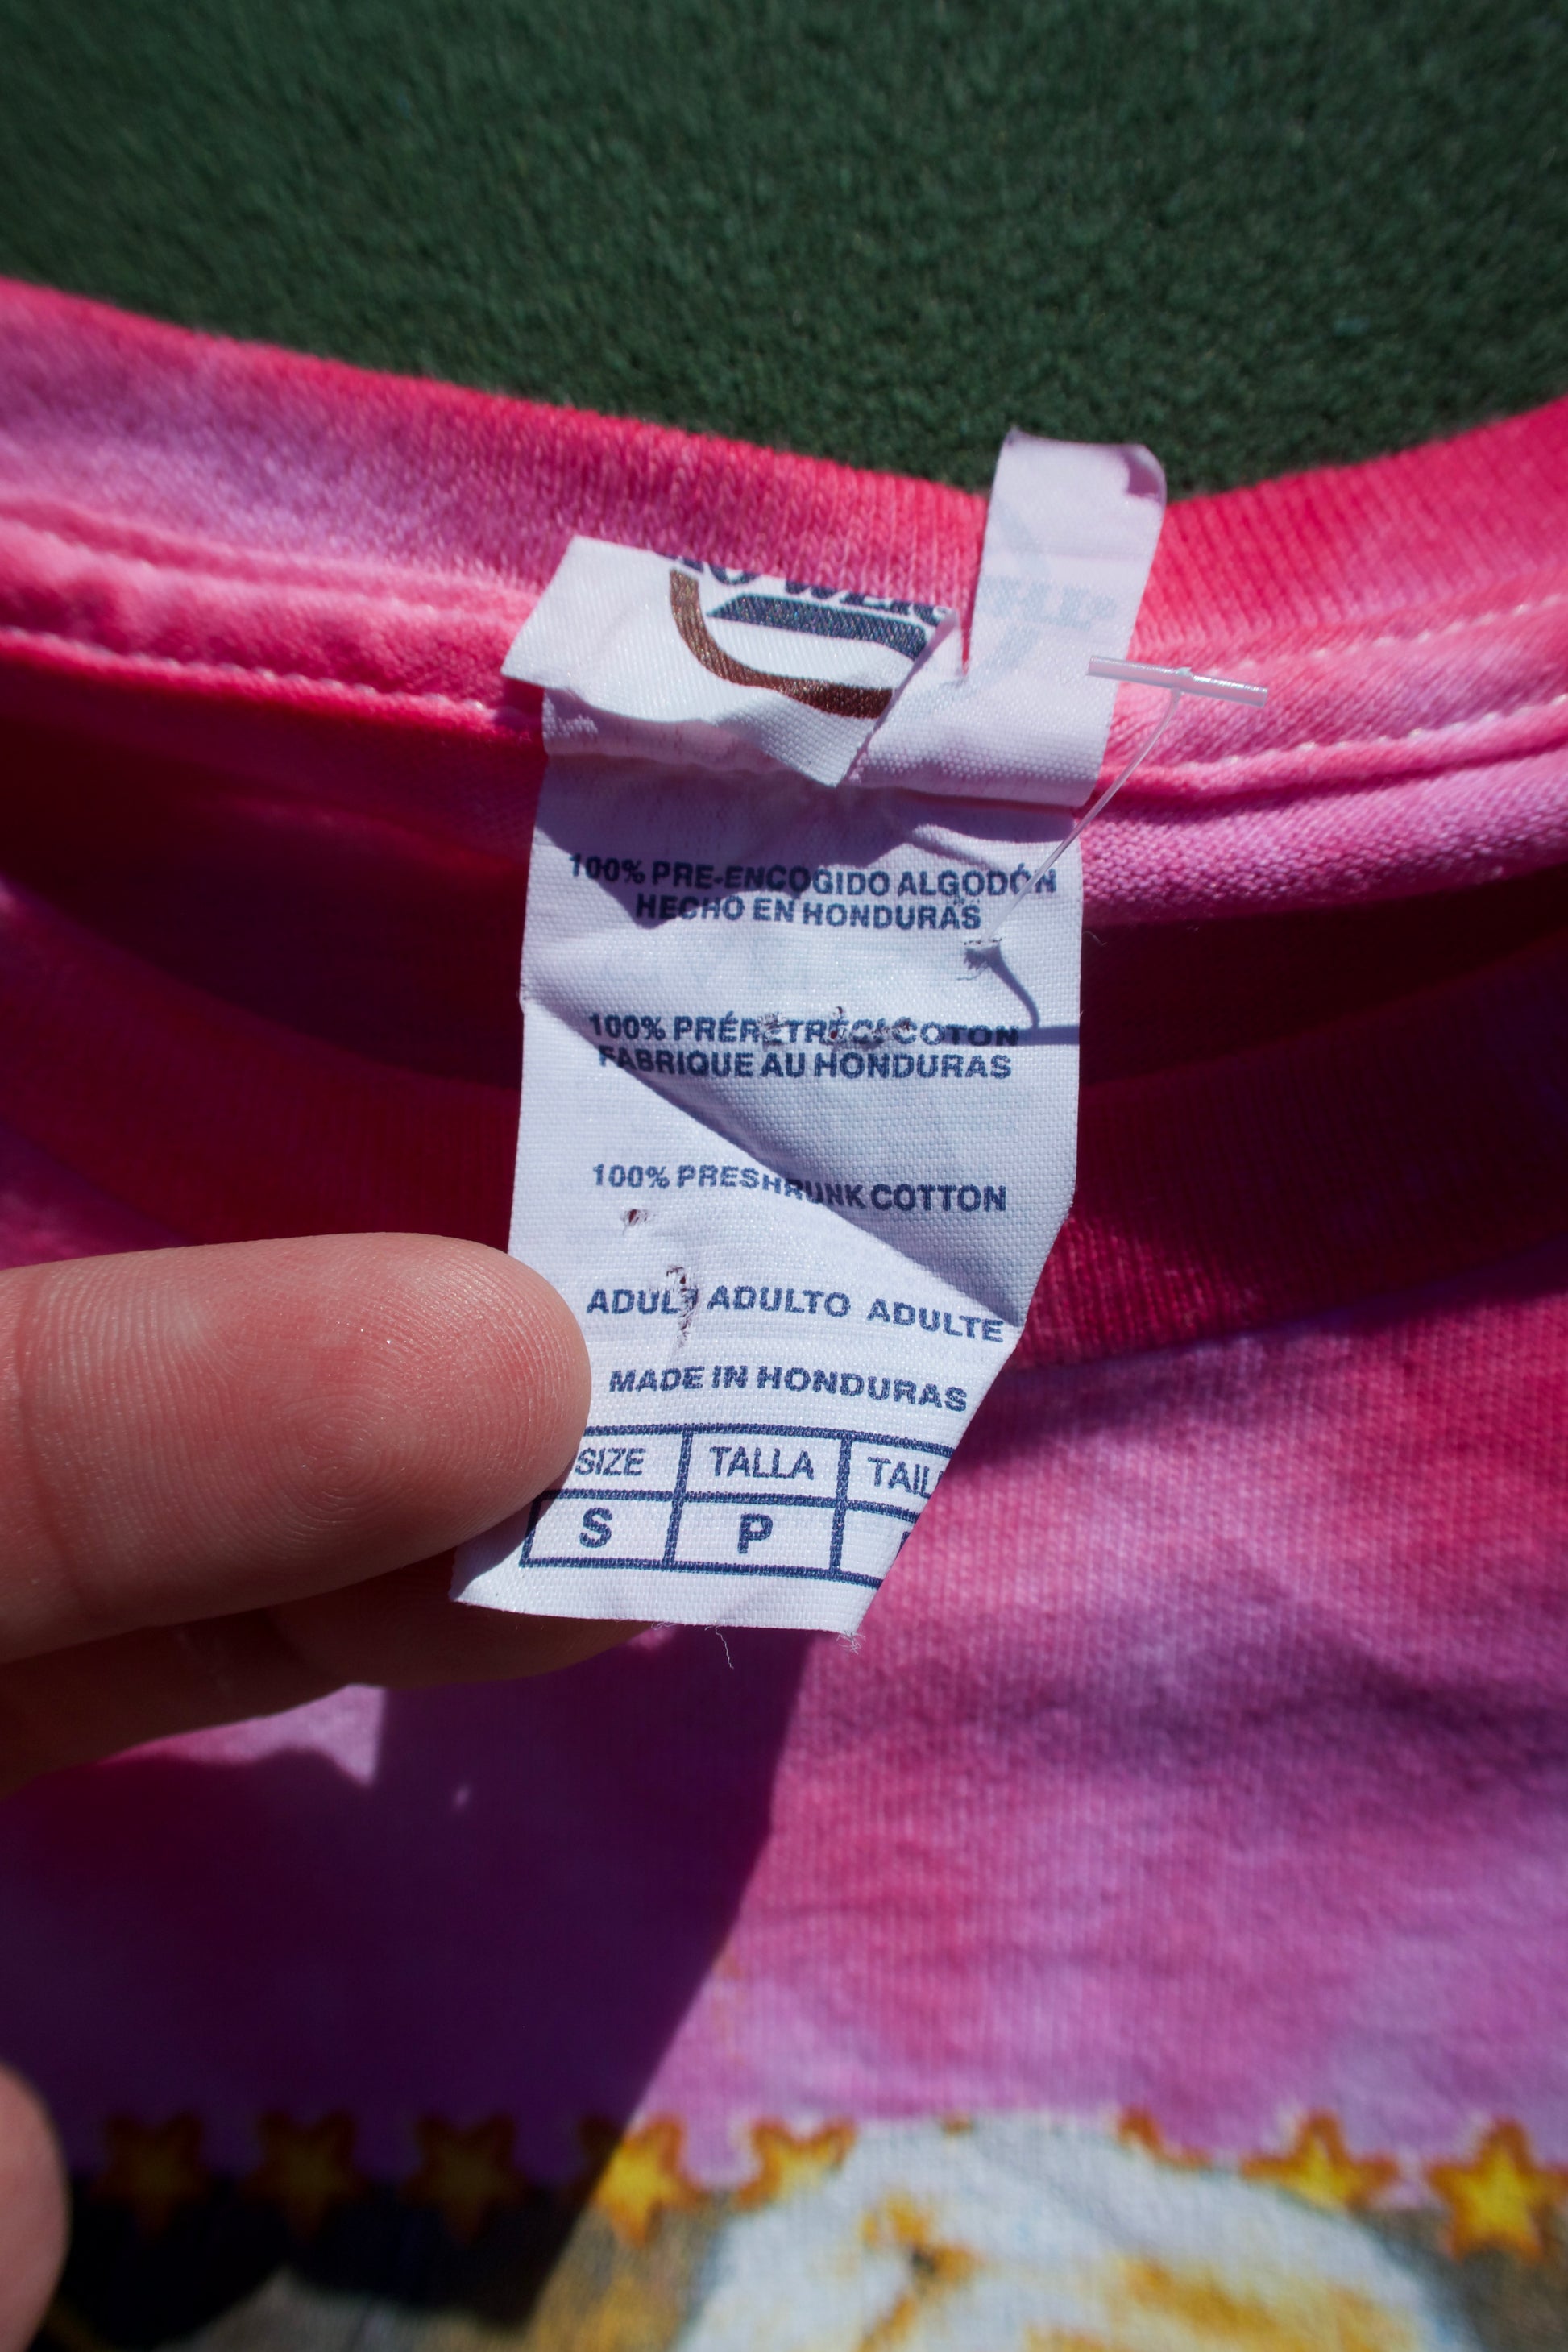 100% PRE-ENCOGIDO ALGODÓN
HECHO EN HONDURAS
100% PRÉRÉTRÉCI COTON
FABRIQUE AU HONDURAS
100% PRESHRUNK COTTON
ADULT ADULTO ADULTE
MADE IN HONDURAS
SIZE TALLA
S P